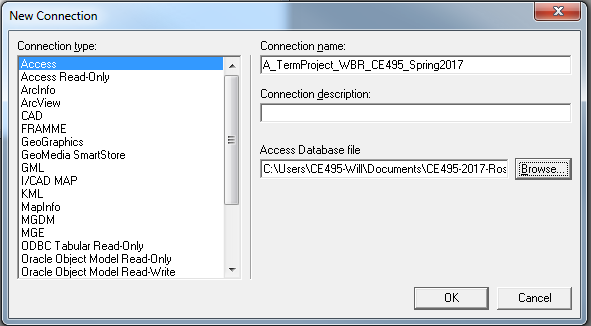 New Connection
Connection type:
Access
Access Read-Only
ArcInfo
ArcView
CAD
FRAMME
GeoGraphics
GeoMedia SmartStore
GML
I/CAD MAP
KML
MapInfo
MGDM
MGE
ODBC Tabular Read-Only
Oracle Object Model Read-Only
Oracle Object Model Read-Write
Connection name:
A_TermProject_WBR_CE495_Spring2017
Connection description:
Access Database file
C:\Users\CE495-Will\Documents\CE495-2017-Ros
Browse...
OK
Cancel